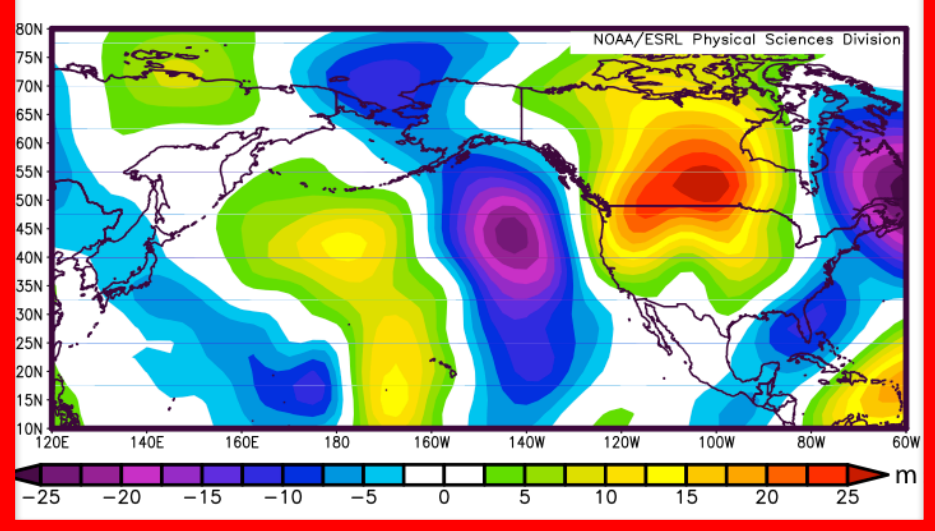 80N
NOAA/ESRL Physical Sciences Division
75N
70N
65N
60N
55N
50N
45N
40N
35N
30N
25N
20N
15N
10N
120E 140E 160E 180 160W 140W 120W 100W 80W 60W
m
−25 −20 −15 −10 −5 0 5 10 15 20 25